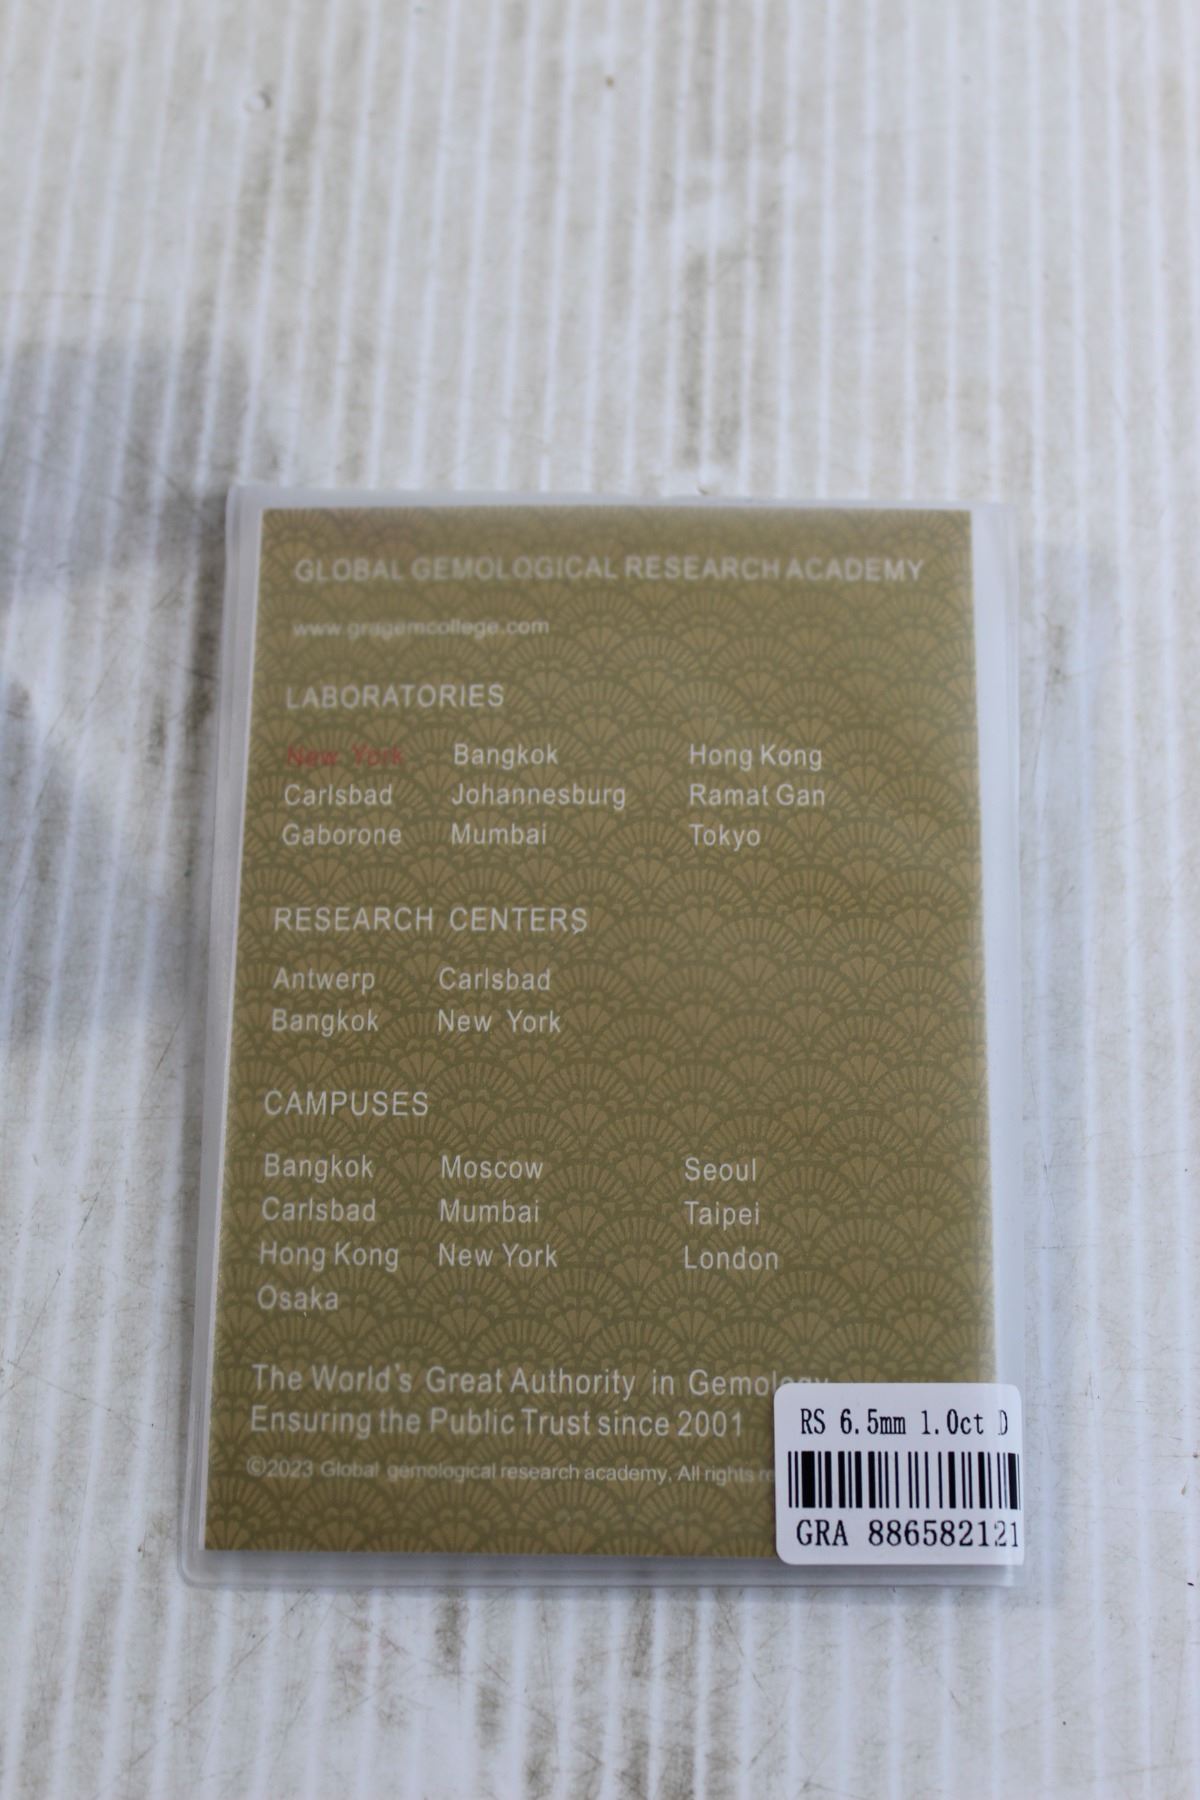 GLOBAL GEMOLOGICAL RESEARCH ACADEMY
www.gragemcollege.com
LABORATORIES
New York Bangkok Hong Kong
Carlsbad Johannesburg Ramat Gan
Gaborone Mumbai Tokyo
RESEARCH CENTERS
Antwerp Carlsbad
Bangkok New York
CAMPUSES
Bangkok Moscow Seoul
Carlsbad Mumbai Taipei
Hong Kong New York London
Osaka
The World's Great Authority in Gemology
Ensuring the Public Trust since 2001
©2023 Global gemological research academy, All rights re
RS 6.5mm 1.0ct D
GRA 886582121